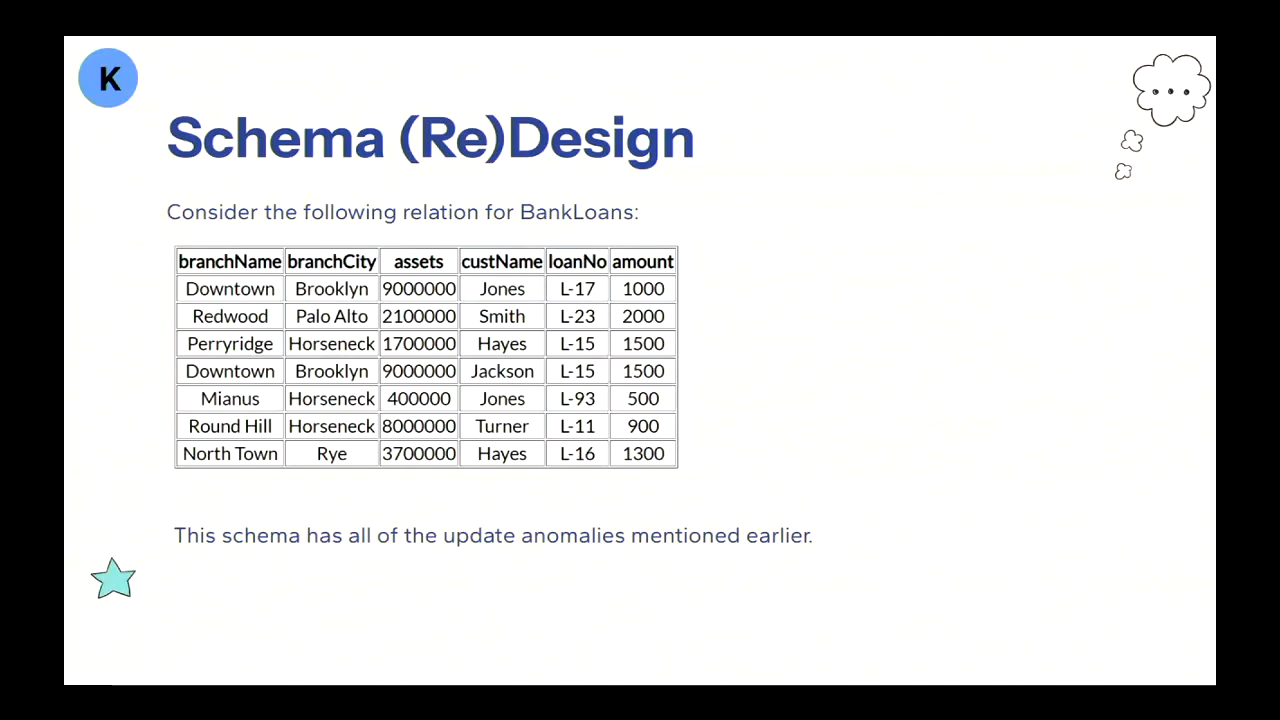 K
Schema (Re)Design
Consider the following relation for BankLoans:
branchName branchCity assets custName loanNo amount
Downtown Brooklyn 9000000 Jones L-17 1000
Redwood Palo Alto 2100000 Smith L-23 2000
Perryridge Horseneck 1700000 Hayes L-15 1500
Downtown Brooklyn 9000000 Jackson L-15 1500
Mianus Horseneck 400000 Jones L-93 500
Round Hill Horseneck 8000000 Turner L-11 900
North Town Rye 3700000 Hayes L-16 1300
This schema has all of the update anomalies mentioned earlier.